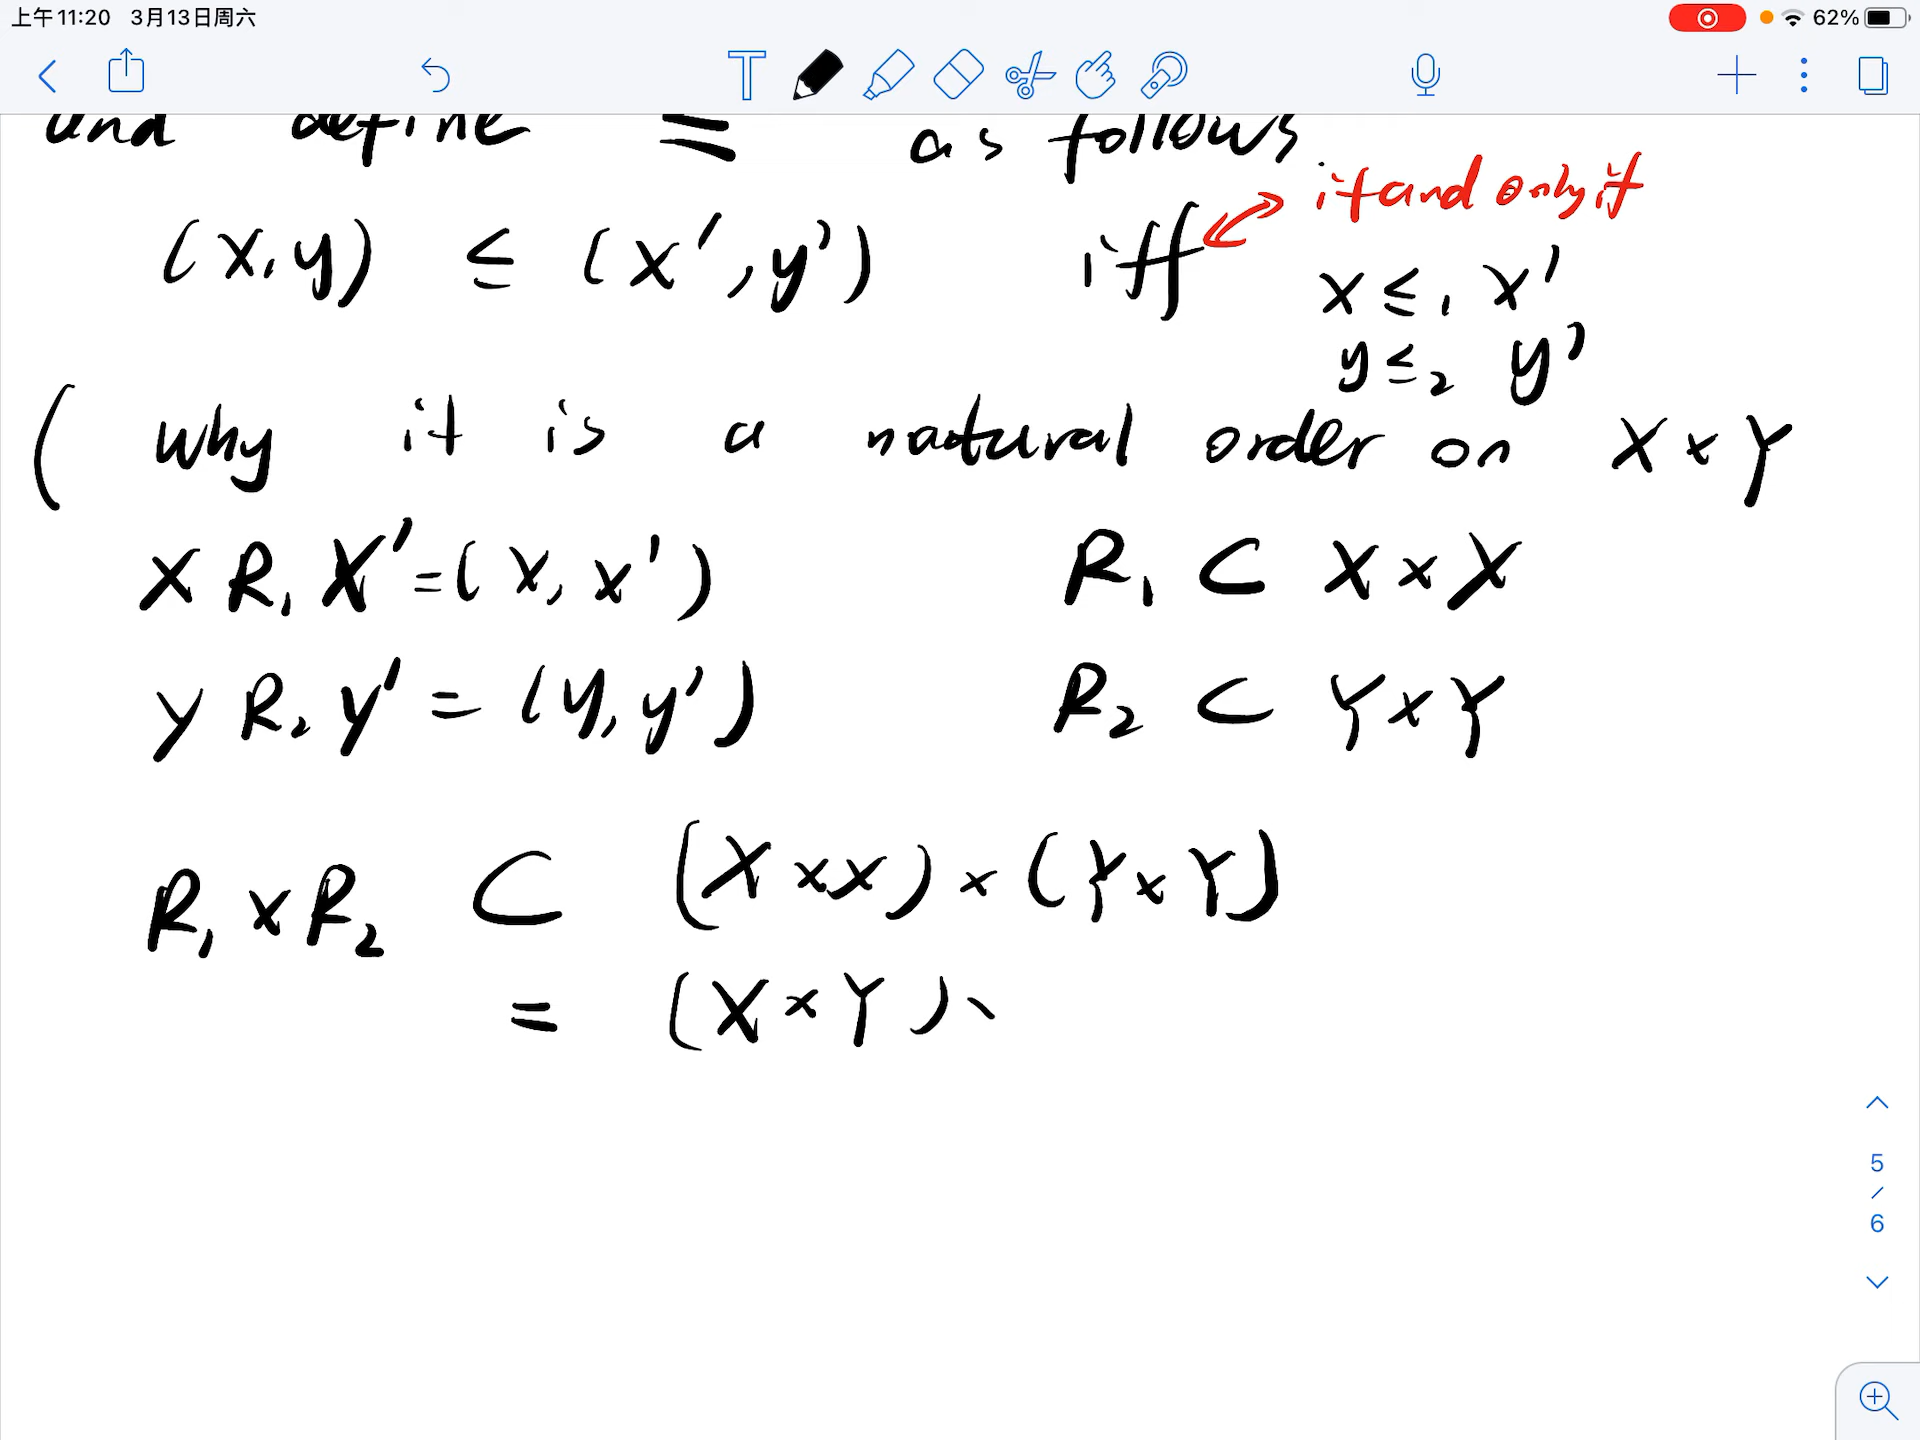 上午11:20 3月13日周六 62%
T
and define ≤ as follows
if and only if
(x, y) ≤ (x', y') iff
x ≤₁ x'
y ≤₂ y'
( why it is a natural order on X × Y
x R₁ x' = (x, x') R₁ ⊂ X × X
y R₂ y' = (y, y') R₂ ⊂ Y × Y
R₁ × R₂ ⊂ (X × X) × (Y × Y)
= (X × Y) \
5
/
6